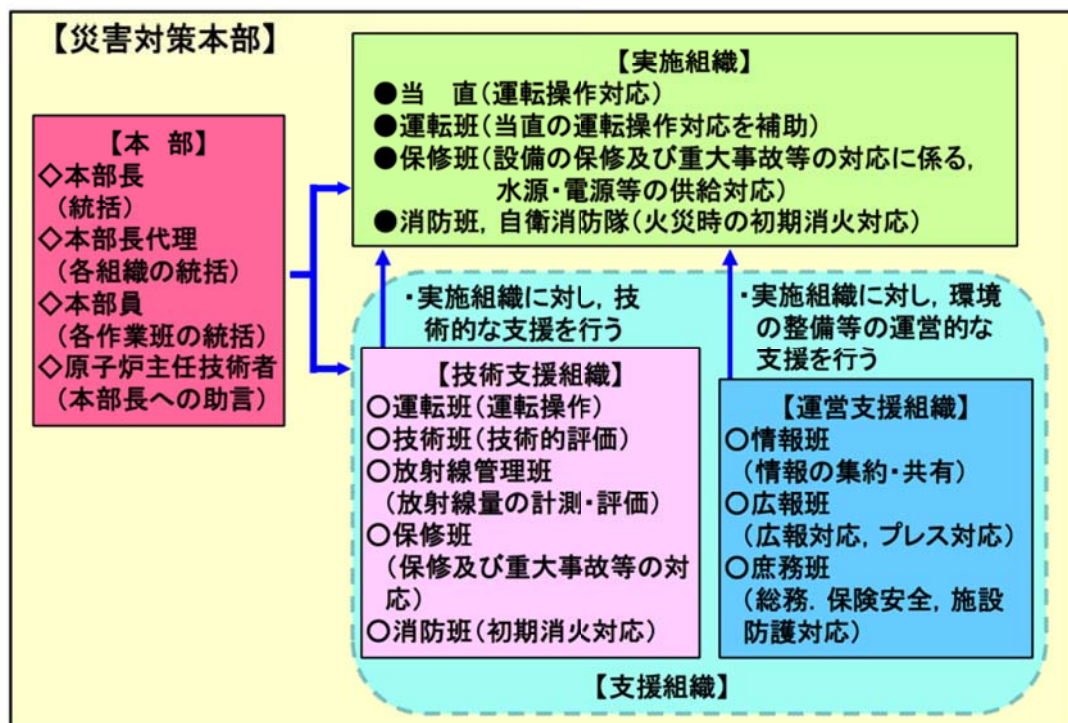 【災害対策本部】
【本 部】
◇本部長
(統括)
◇本部長代理
(各組織の統括)
◇本部員
(各作業班の統括)
◇原子炉主任技術者
(本部長への助言)
【実施組織】
●当 直(運転操作対応)
●運転班(当直の運転操作対応を補助)
●保修班(設備の保修及び重大事故等の対応に係る,
水源・電源等の供給対応)
●消防班, 自衛消防隊(火災時の初期消火対応)
・実施組織に対し, 技
術的な支援を行う
・実施組織に対し, 環境
の整備等の運営的な
支援を行う
【技術支援組織】
○運転班(運転操作)
○技術班(技術的評価)
○放射線管理班
(放射線量の計測・評価)
○保修班
(保修及び重大事故等の対
応)
○消防班(初期消火対応)
【運営支援組織】
○情報班
(情報の集約・共有)
○広報班
(広報対応, プレス対応)
○庶務班
(総務. 保険安全, 施設
防護対応)
【支援組織】